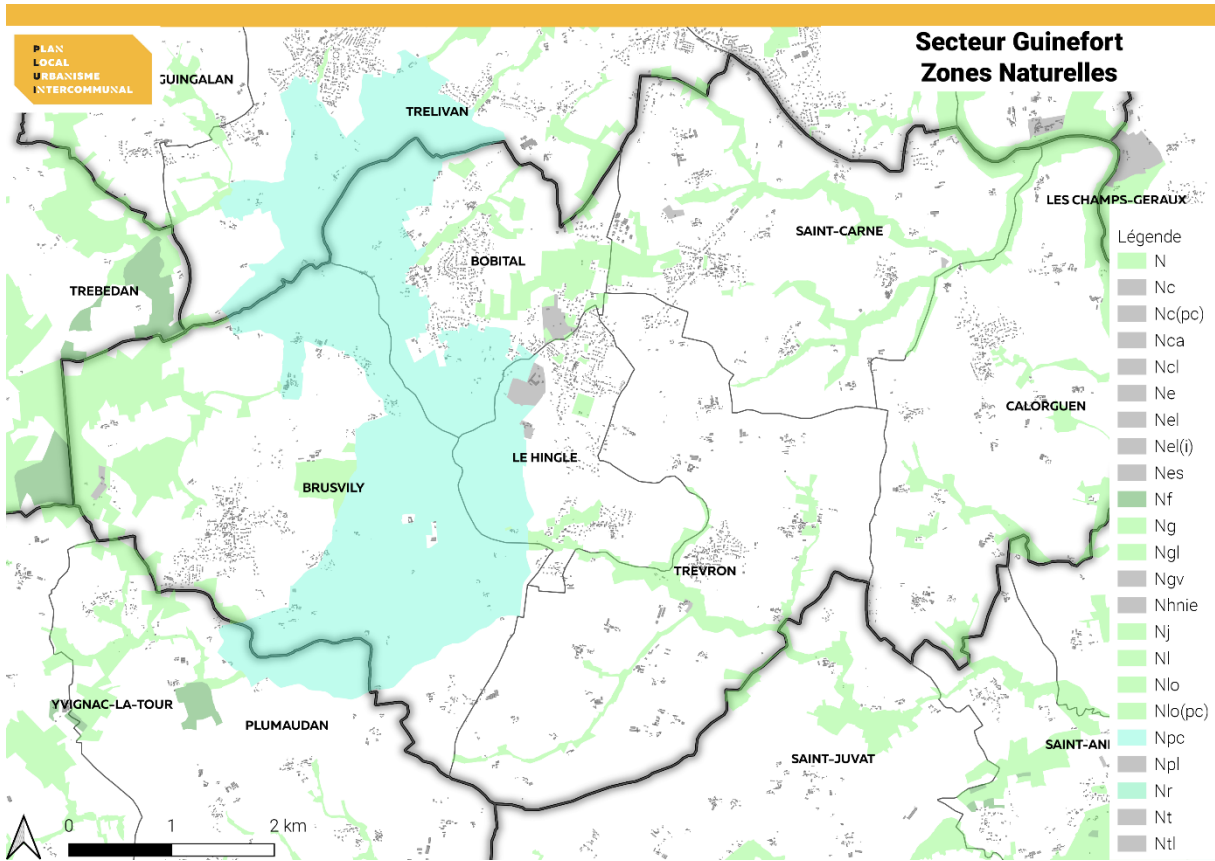 PLAN
LOCAL
URBANISME
INTERCOMMUNAL
Secteur Guinefort
Zones Naturelles
GUINGALAN
TRELIVAN
LES CHAMPS-GERAUX
SAINT-CARNE
BOBITAL
TREBEDAN
CALORGUEN
LE HINGLE
BRUSVILY
TREVRON
YVIGNAC-LA-TOUR
PLUMAUDAN
SAINT-JUVAT
SAINT-AN
Légende
N
Nc
Nc(pc)
Nca
Ncl
Ne
Nel
Nel(i)
Nes
Nf
Ng
Ngl
Ngv
Nhnie
Nj
Nl
Nlo
Nlo(pc)
Npc
Npl
Nr
Nt
Ntl
0 1 2 km